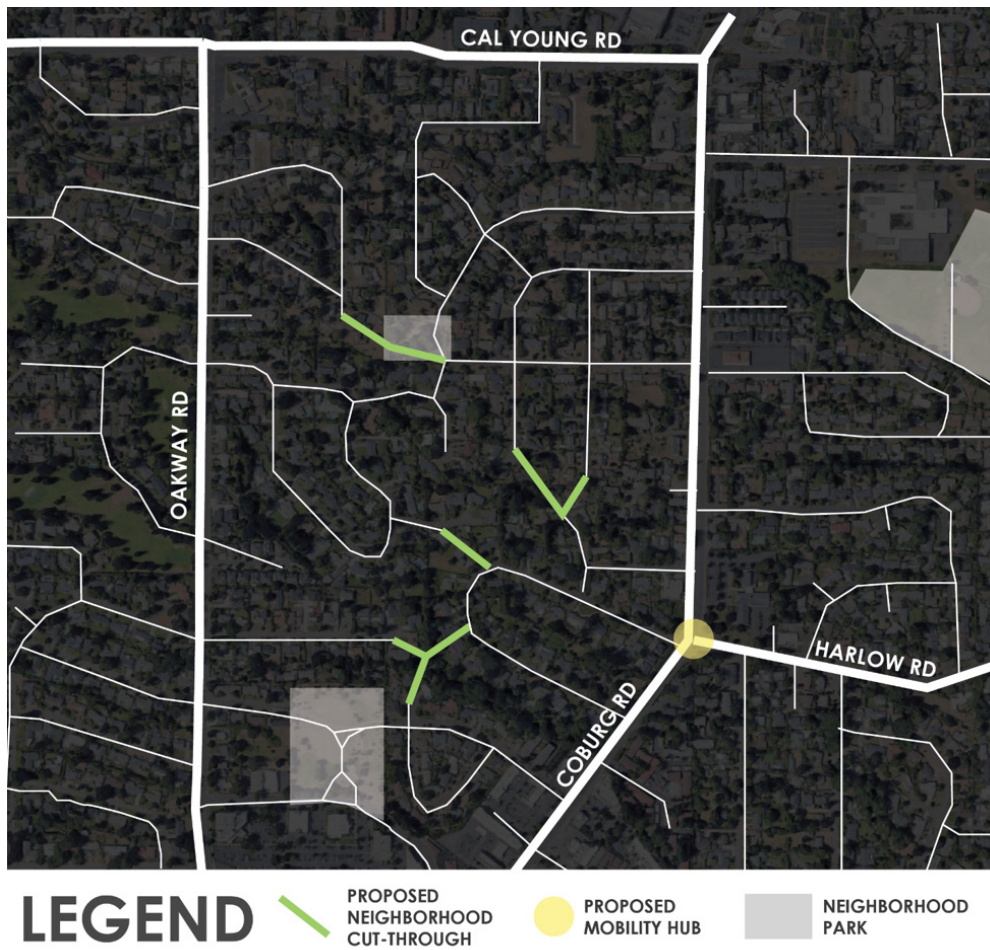 CAL YOUNG RD
OAKWAY RD
HARLOW RD
COBURG RD
LEGEND
PROPOSED
NEIGHBORHOOD
CUT-THROUGH
PROPOSED
MOBILITY HUB
NEIGHBORHOOD
PARK